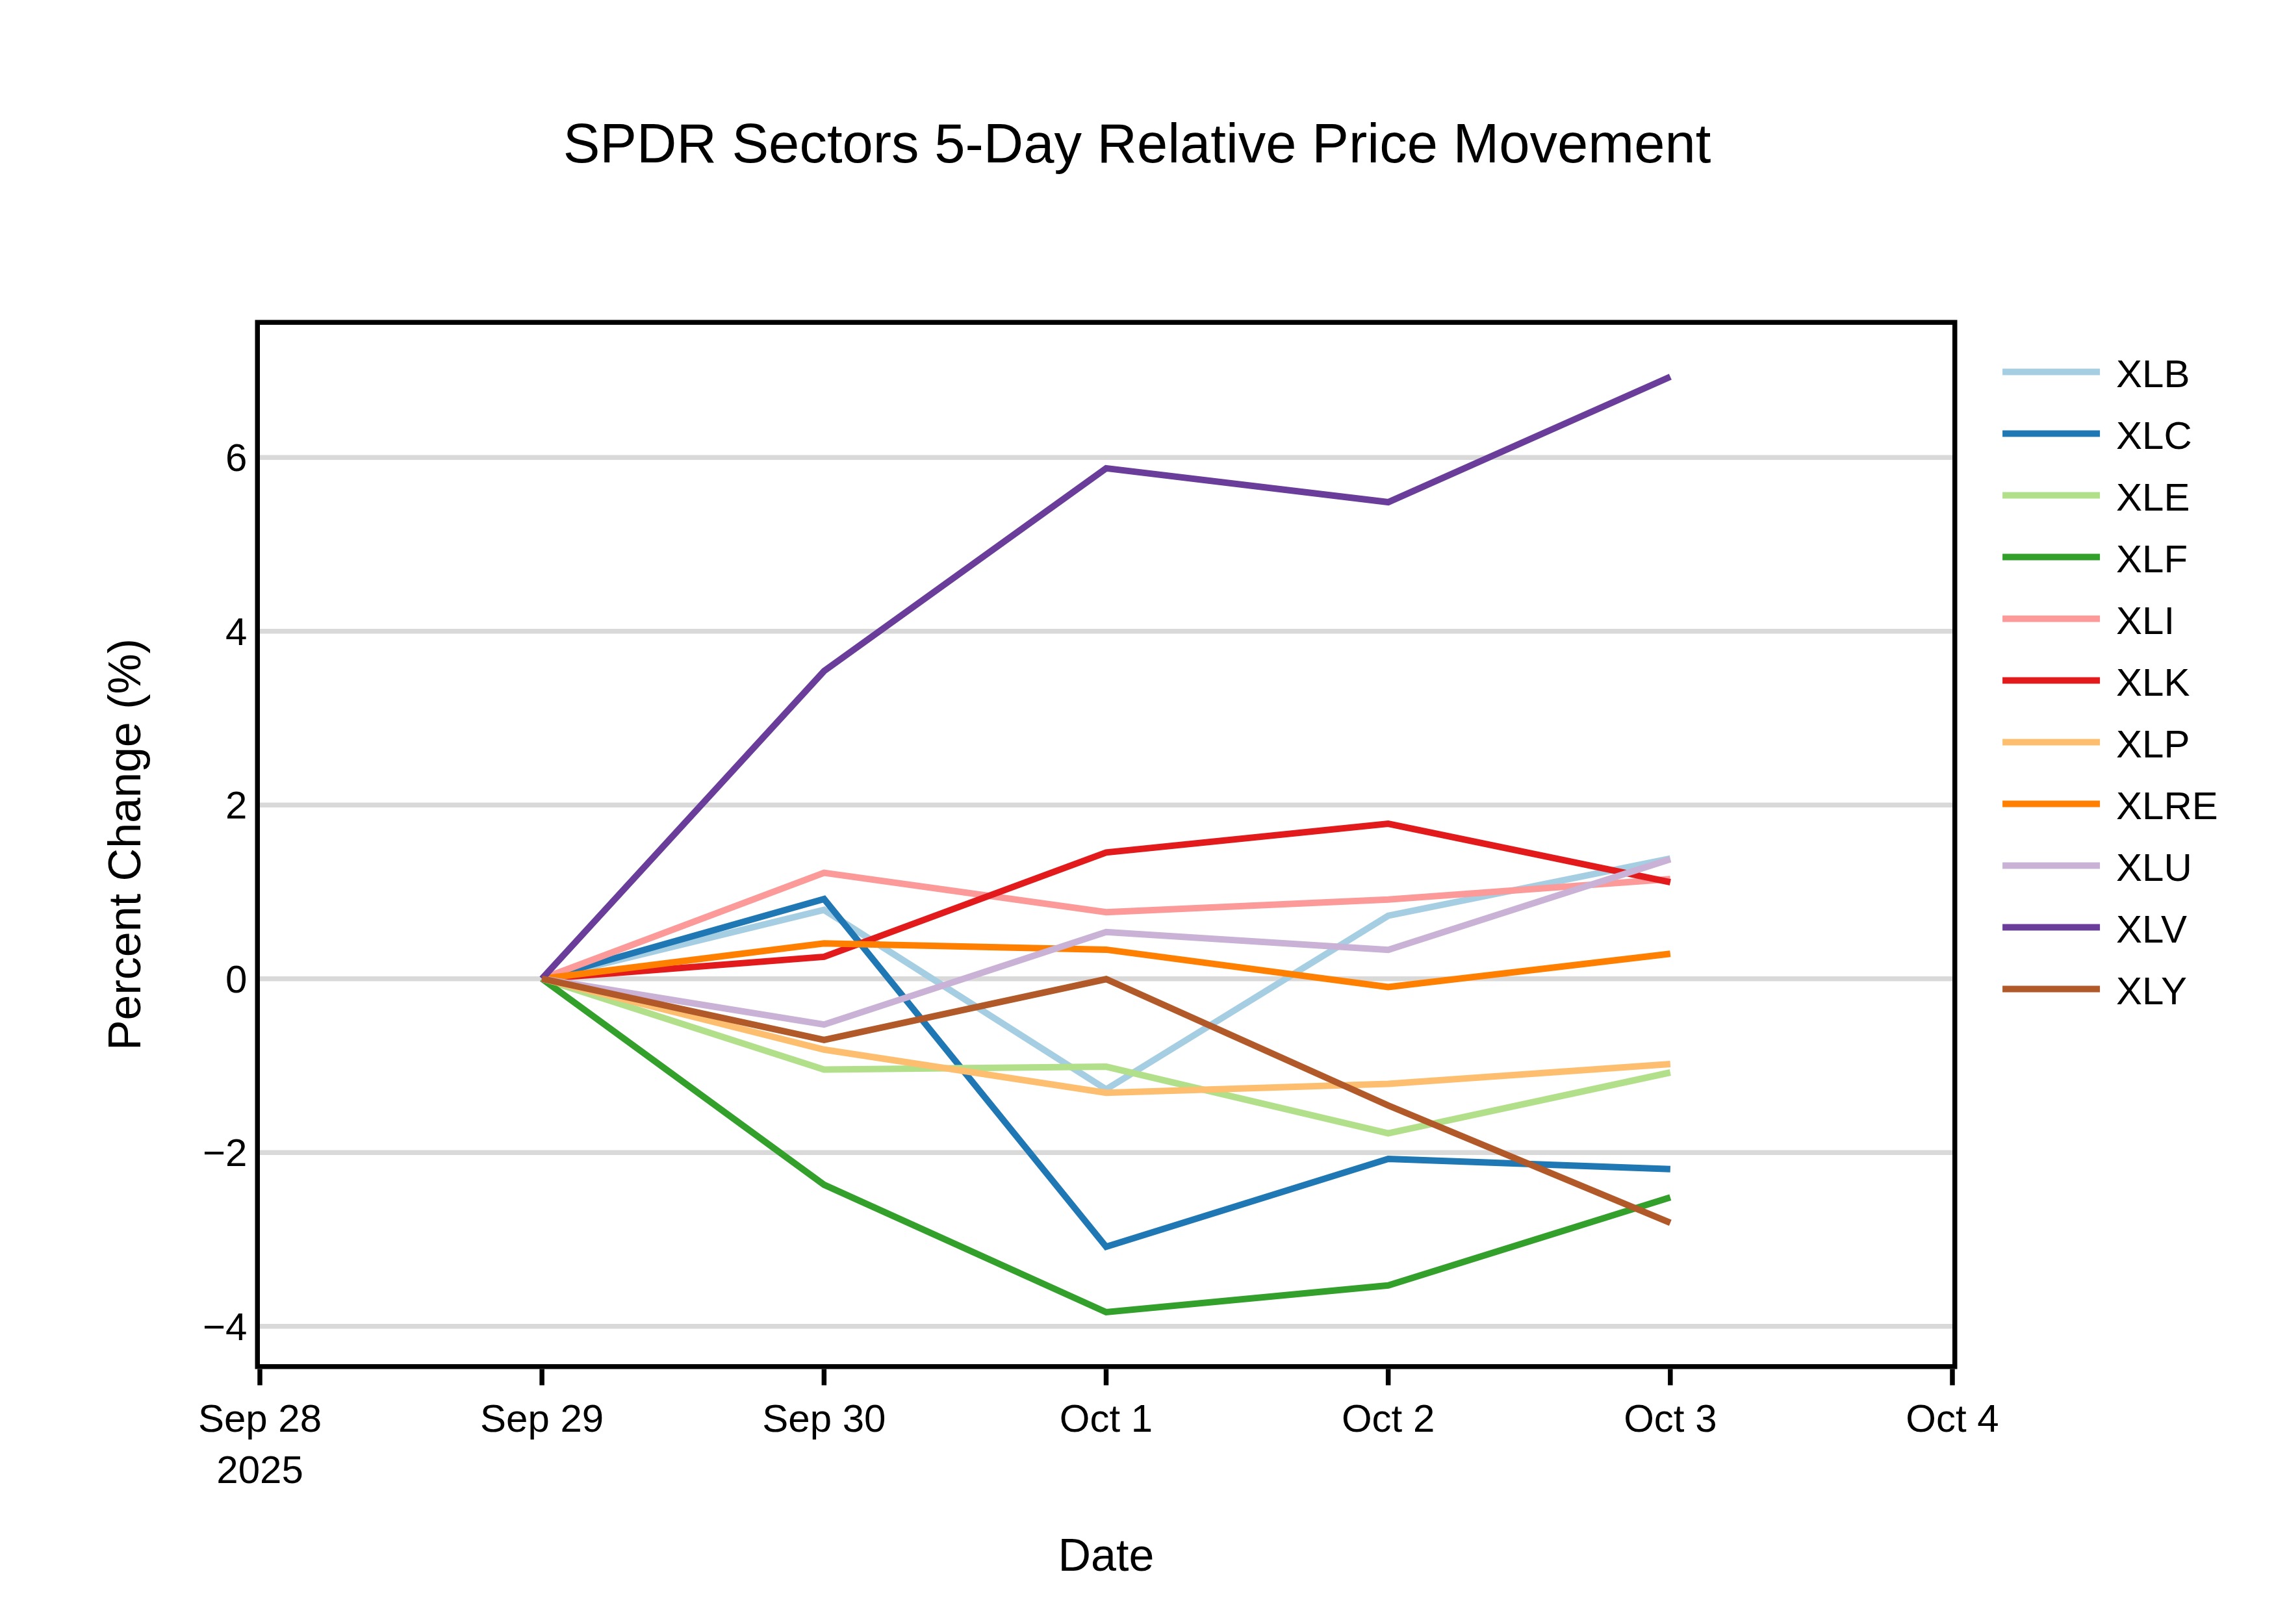 SPDR Sectors 5-Day Relative Price Movement
Percent Change (%)
6
4
2
0
−2
−4
Sep 28
2025
Sep 29
Sep 30
Oct 1
Oct 2
Oct 3
Oct 4
Date
XLB
XLC
XLE
XLF
XLI
XLK
XLP
XLRE
XLU
XLV
XLY